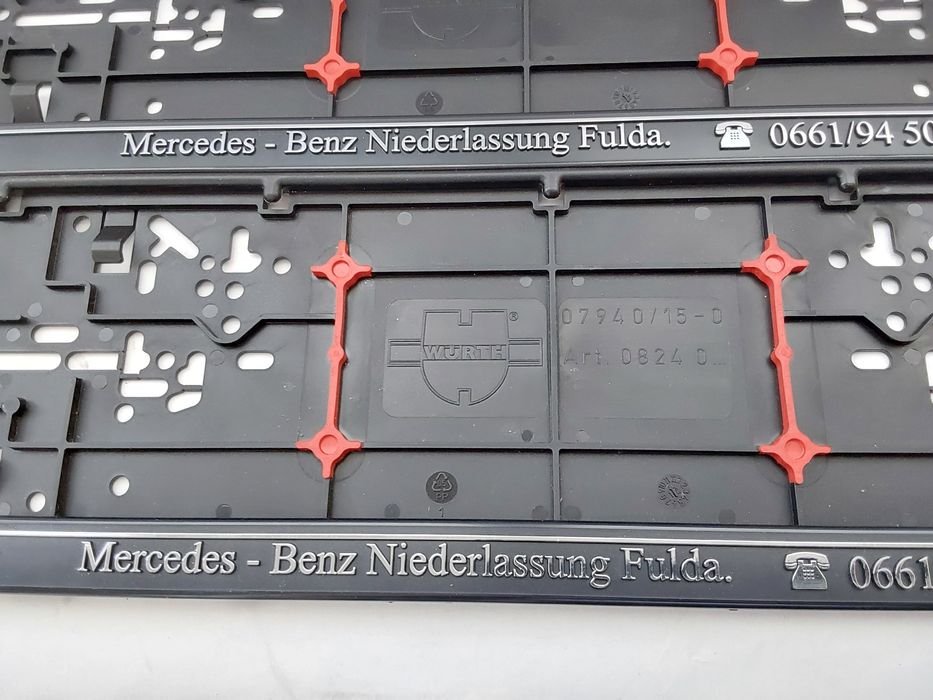 Mercedes - Benz Niederlassung Fulda. ☎ 0661/94 50
WÜRTH ®
07940/15-0
Art. 0824 0...
PP
1
Mercedes - Benz Niederlassung Fulda. ☎ 0661